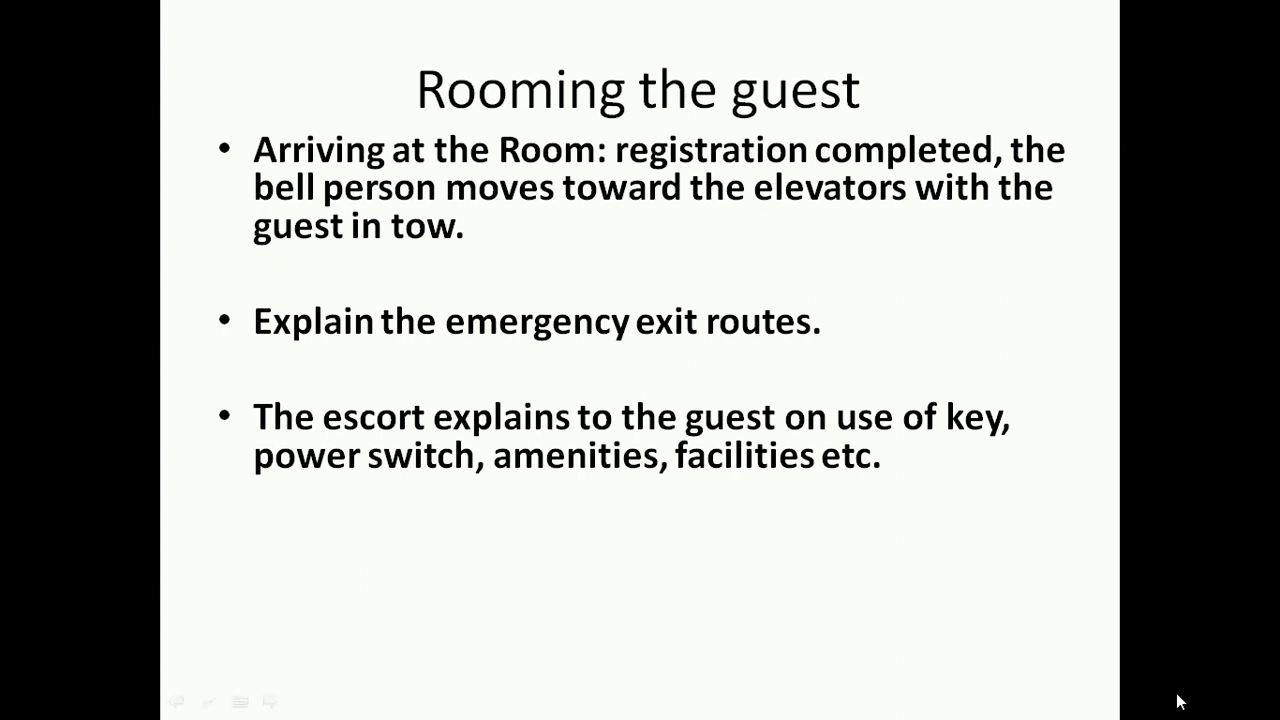 Rooming the guest
• Arriving at the Room: registration completed, the
bell person moves toward the elevators with the
guest in tow.
• Explain the emergency exit routes.
• The escort explains to the guest on use of key,
power switch, amenities, facilities etc.